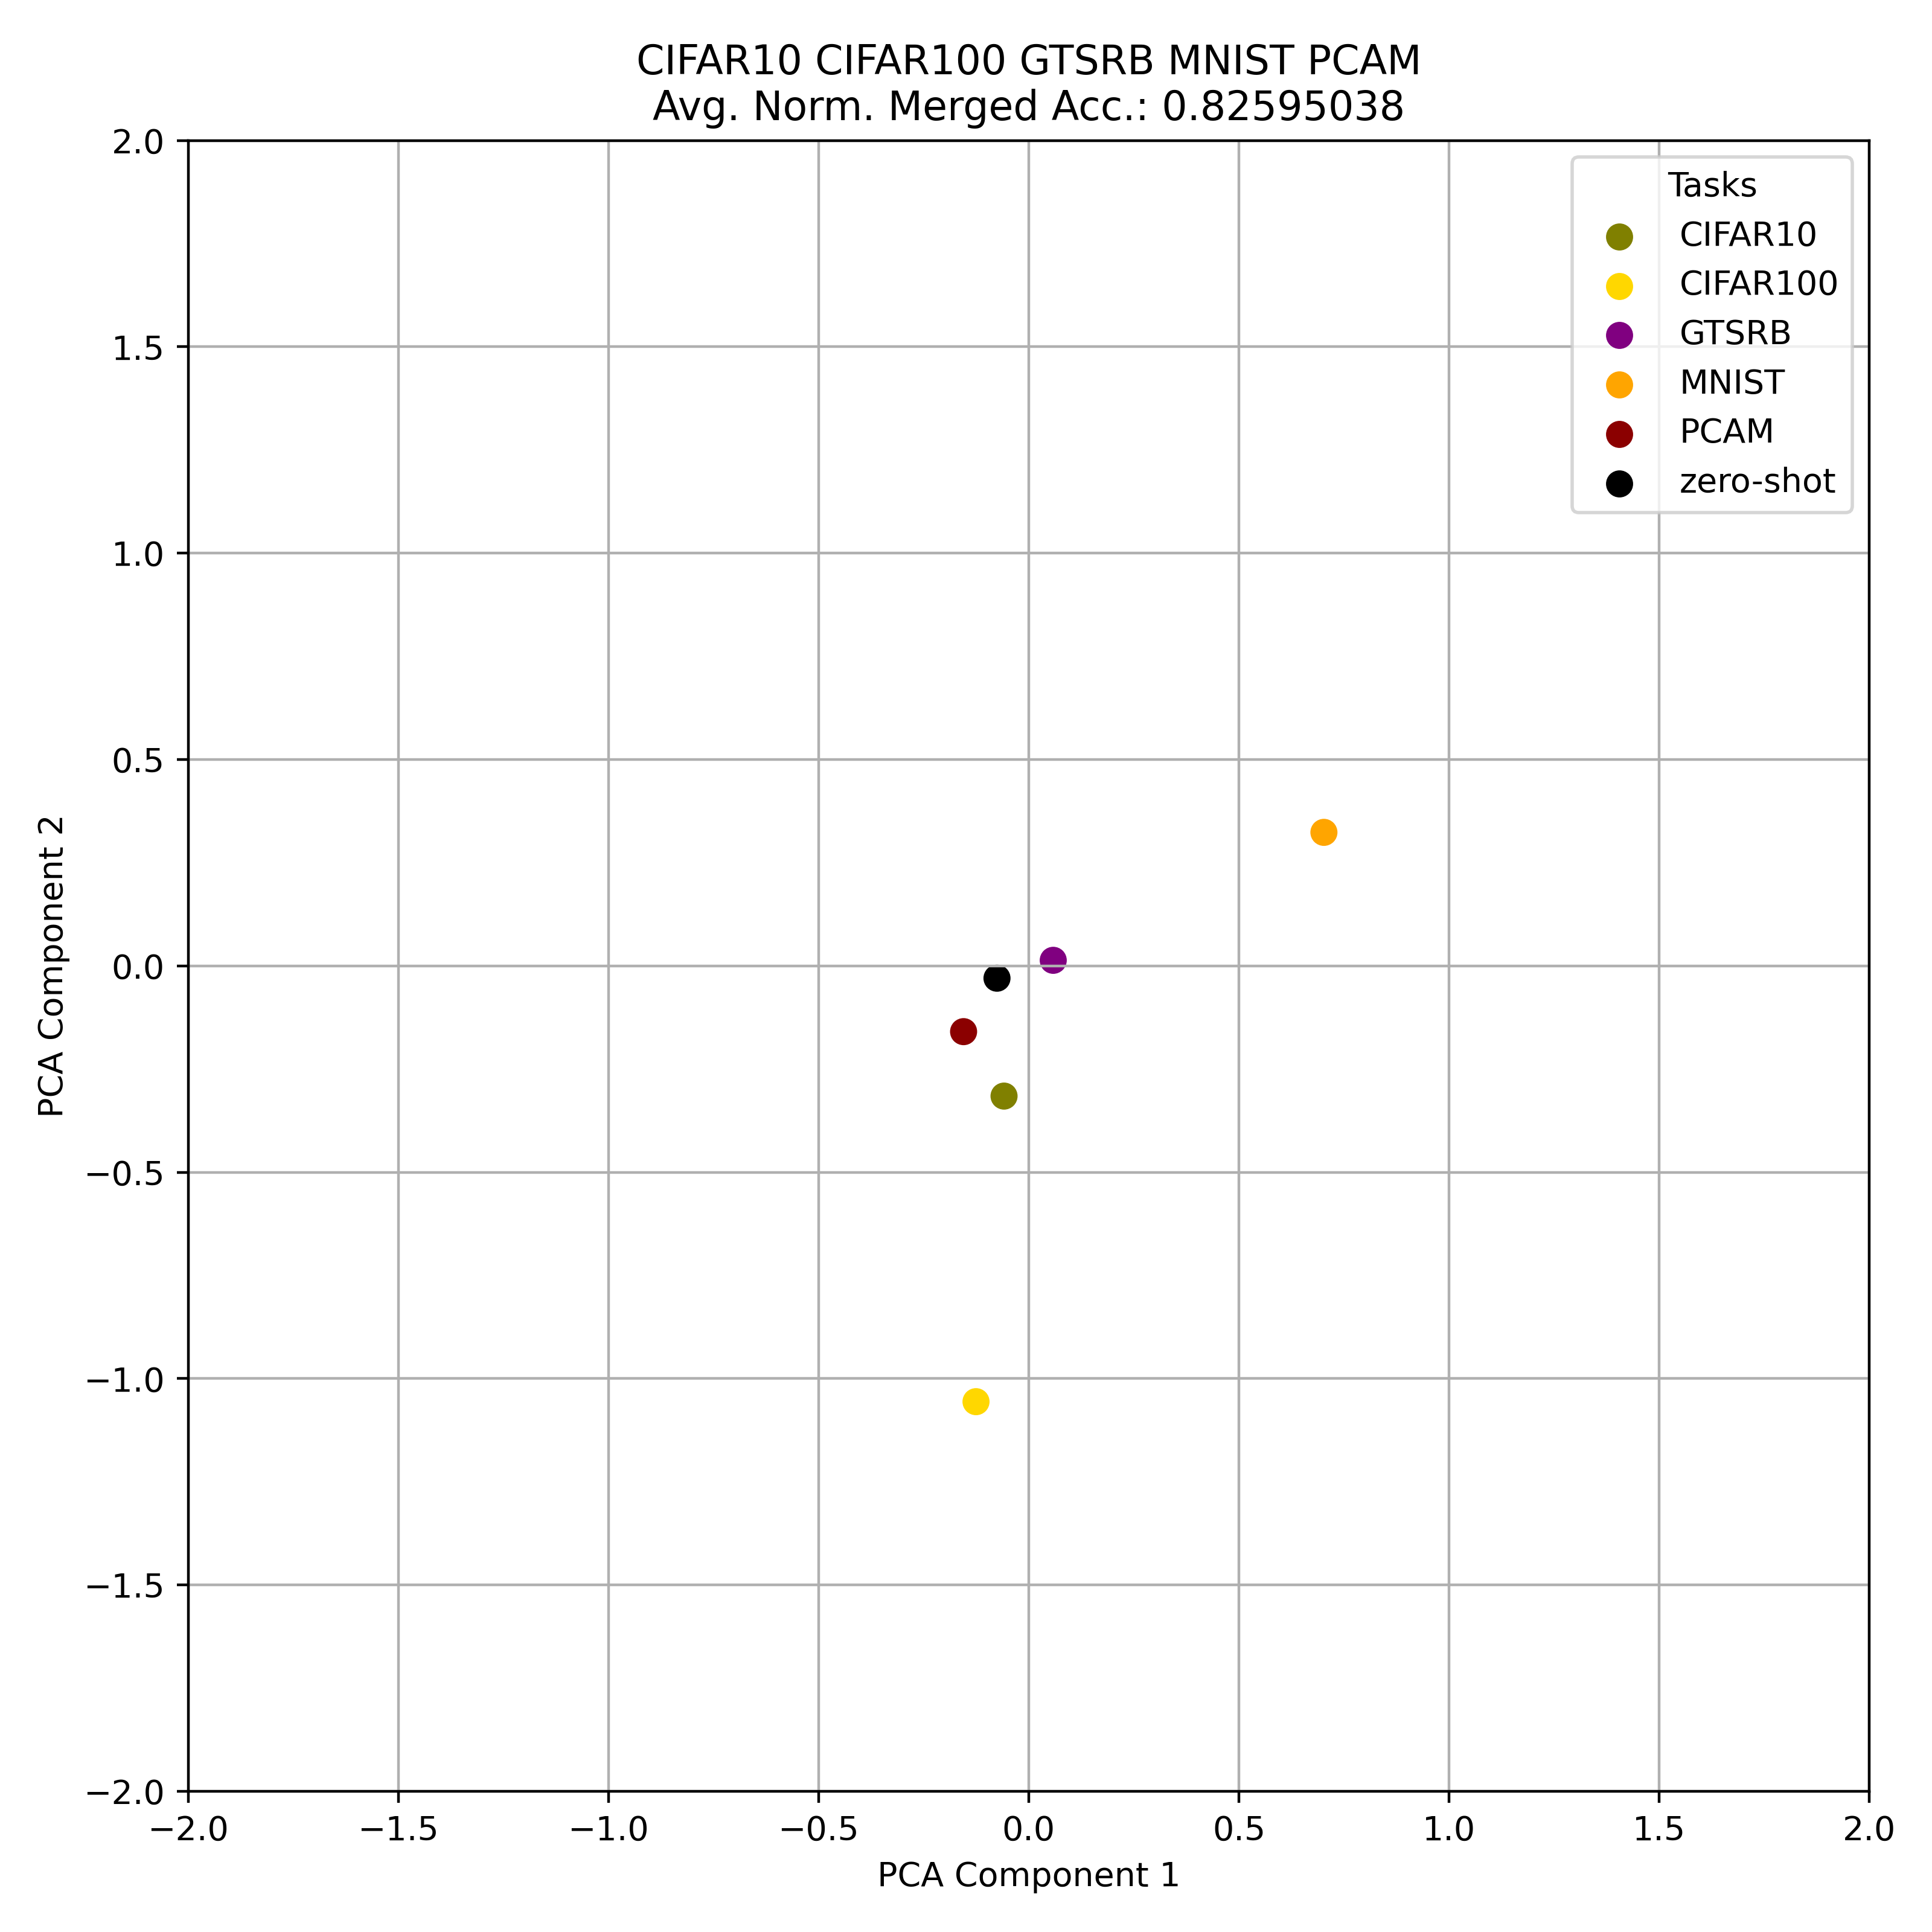 CIFAR10 CIFAR100 GTSRB MNIST PCAM
Avg. Norm. Merged Acc.: 0.82595038
Tasks
CIFAR10
CIFAR100
GTSRB
MNIST
PCAM
zero-shot
2.0
1.5
1.0
0.5
0.0
−0.5
−1.0
−1.5
−2.0
PCA Component 2
−2.0 −1.5 −1.0 −0.5 0.0 0.5 1.0 1.5 2.0
PCA Component 1